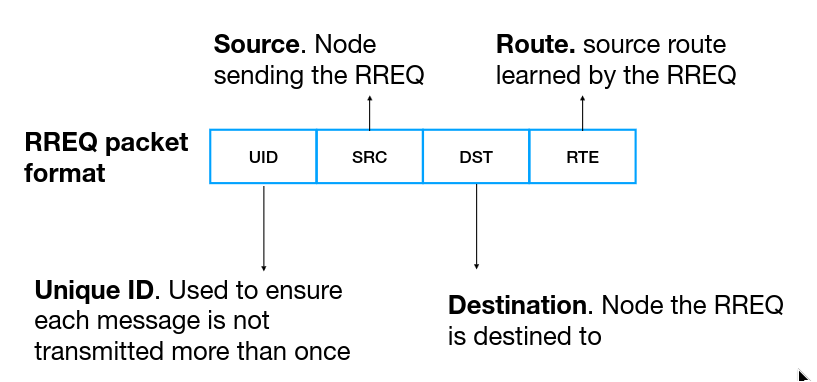 Source. Node
sending the RREQ
Route. source route
learned by the RREQ
RREQ packet
format
UID
SRC
DST
RTE
Unique ID. Used to ensure
each message is not
transmitted more than once
Destination. Node the RREQ
is destined to